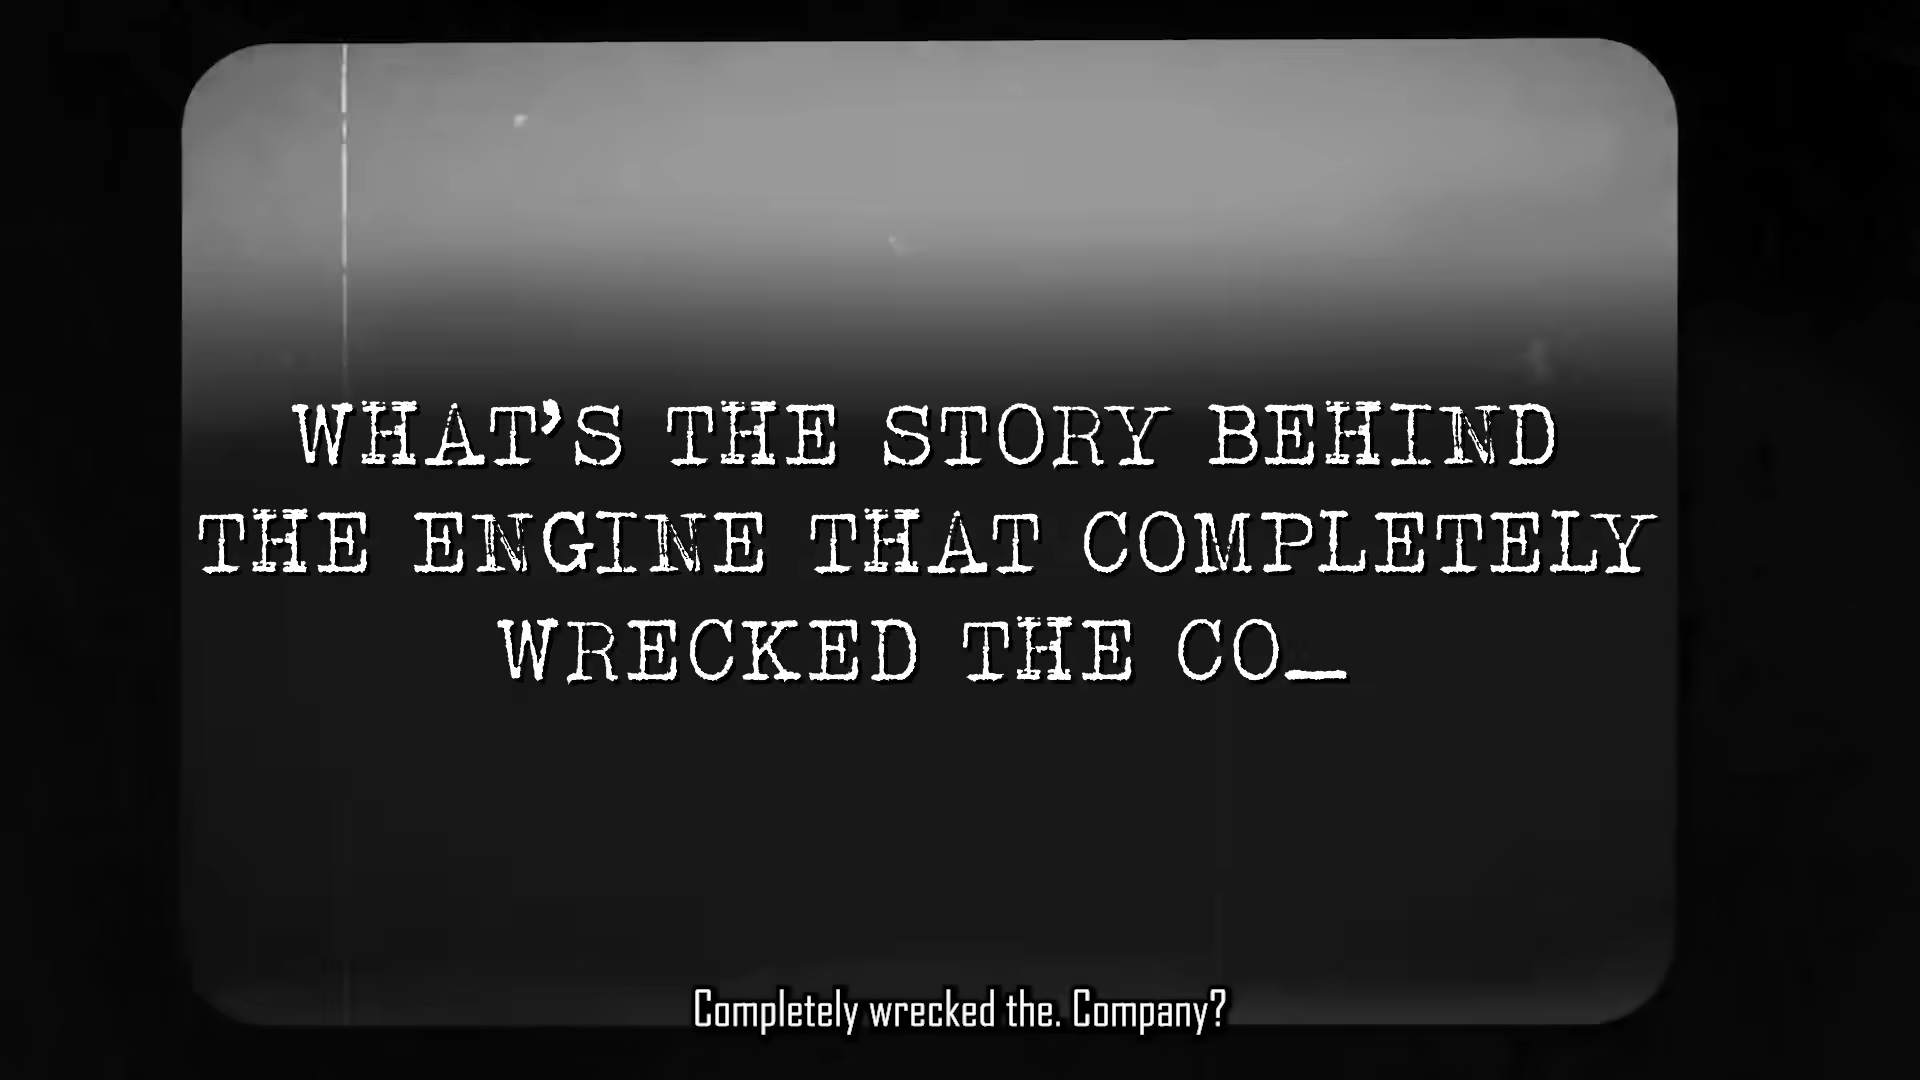 WHAT’S THE STORY BEHIND
THE ENGINE THAT COMPLETELY
WRECKED THE CO_
Completely wrecked the. Company?